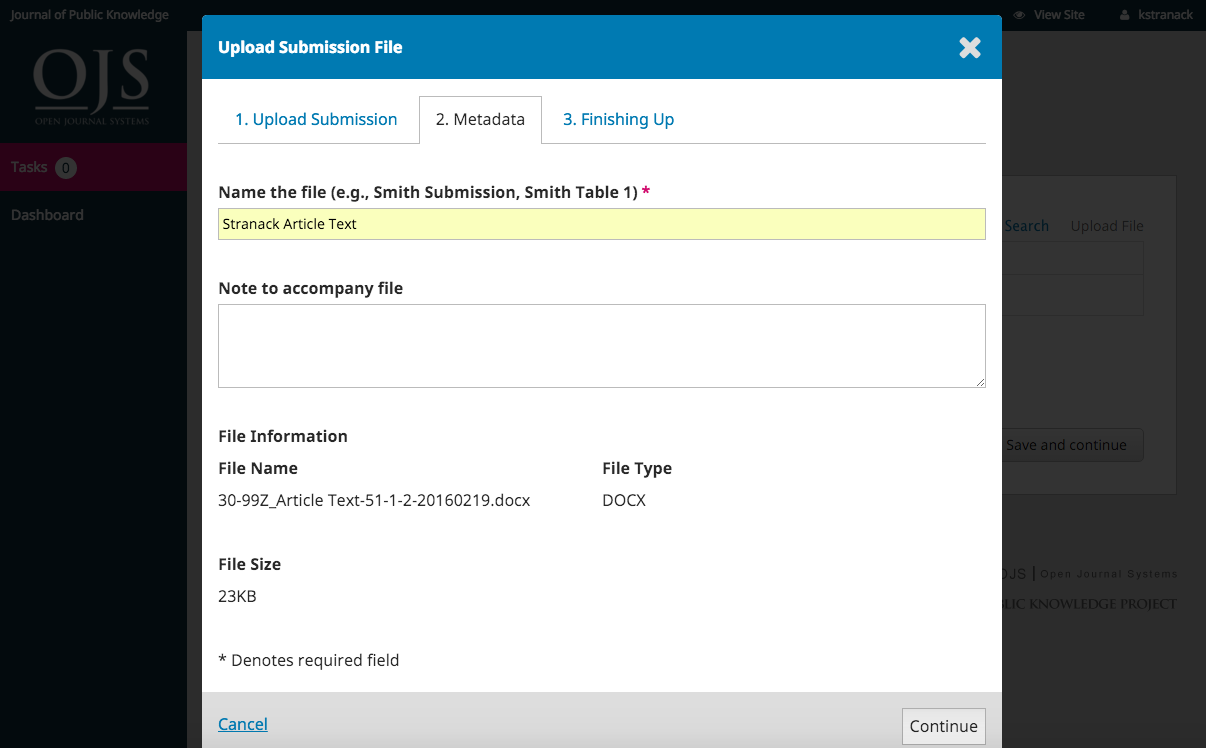 Journal of Public Knowledge
View Site
kstranack
OJS
OPEN JOURNAL SYSTEMS
Tasks 0
Dashboard
Upload Submission File
1. Upload Submission
2. Metadata
3. Finishing Up
Name the file (e.g., Smith Submission, Smith Table 1) *
Stranack Article Text
Search
Upload File
Note to accompany file
File Information
File Name
File Type
30-99Z_Article Text-51-1-2-20160219.docx
DOCX
Save and continue
File Size
23KB
OJS | Open Journal Systems
KNOWLEDGE PROJECT
* Denotes required field
Cancel
Continue